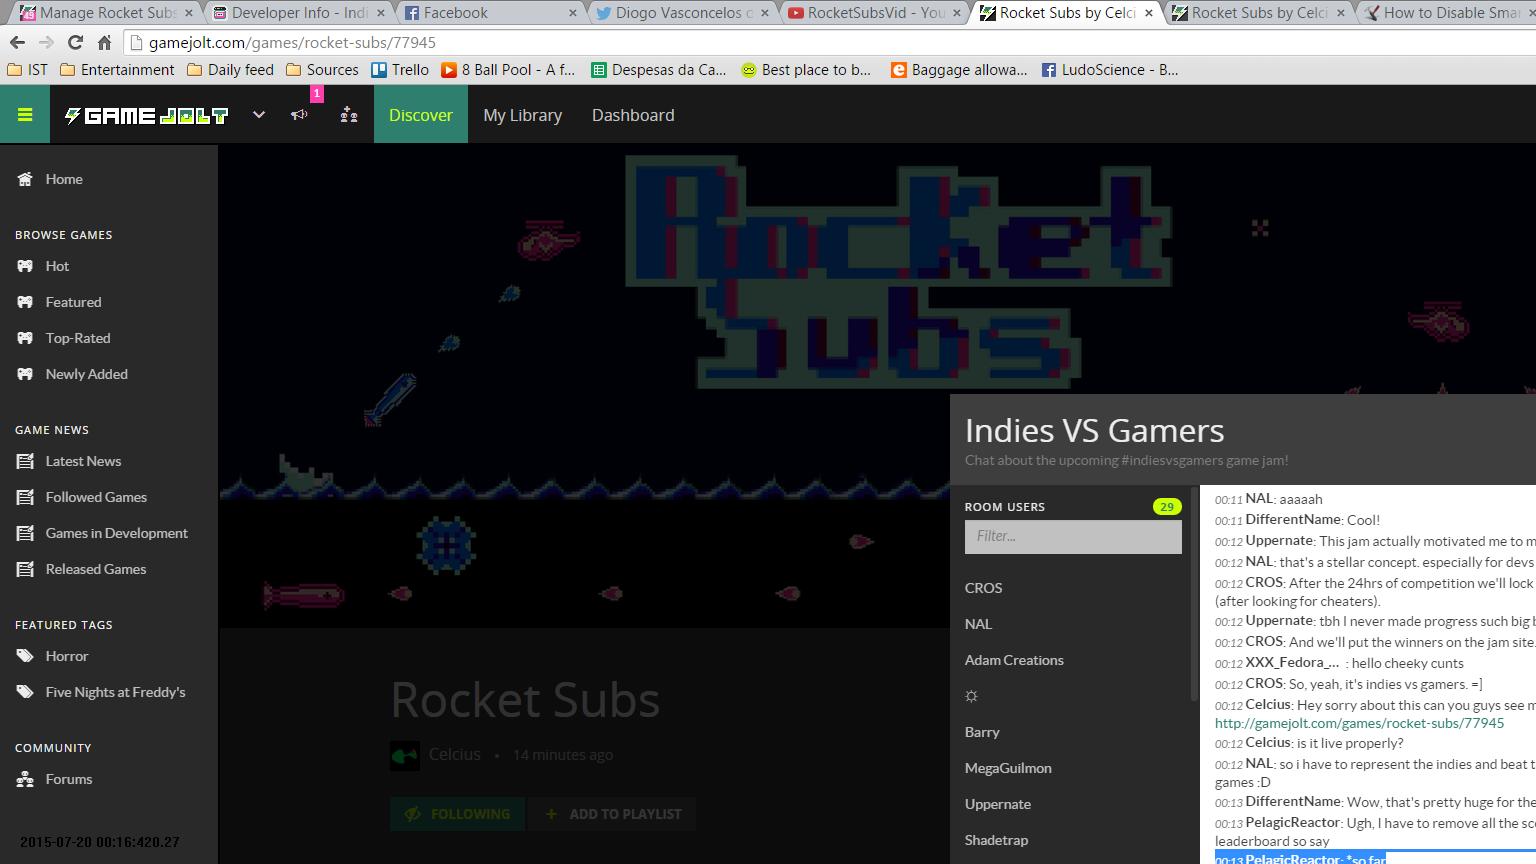 Manage Rocket Subs
Developer Info - Indi
Facebook
Diogo Vasconcelos
RocketSubsVid - You
Rocket Subs by Celci
Rocket Subs by Celci
How to Disable Smar
gamejolt.com/games/rocket-subs/77945
IST
Entertainment
Daily feed
Sources
Trello
8 Ball Pool - A f...
Despesas da Ca...
Best place to b...
Baggage allowa...
LudoScience - B...
1
GAME JOLT
Discover
My Library
Dashboard
Home
BROWSE GAMES
Hot
Featured
Top-Rated
Newly Added
GAME NEWS
Latest News
Followed Games
Games in Development
Released Games
FEATURED TAGS
Horror
Five Nights at Freddy's
COMMUNITY
Forums
2015-07-20 00:16:420.27
Rocket
Subs
Rocket Subs
Celcius • 14 minutes ago
FOLLOWING
+ ADD TO PLAYLIST
Indies VS Gamers
Chat about the upcoming #indiesvsgamers game jam!
ROOM USERS
29
Filter...
CROS
NAL
Adam Creations
☼
Barry
MegaGuilmon
Uppernate
Shadetrap
00:11 NAL: aaaaah
00:11 DifferentName: Cool!
00:12 Uppernate: This jam actually motivated me to m
00:12 NAL: that's a stellar concept. especially for devs
00:12 CROS: After the 24hrs of competition we'll lock
(after looking for cheaters).
00:12 Uppernate: tbh I never made progress such big b
00:12 CROS: And we'll put the winners on the jam site.
00:12 XXX_Fedora_... : hello cheeky cunts
00:12 CROS: So, yeah, it's indies vs gamers. =]
00:12 Celcius: Hey sorry about this can you guys see m
http://gamejolt.com/games/rocket-subs/77945
00:12 Celcius: is it live properly?
00:12 NAL: so i have to represent the indies and beat t
games :D
00:13 DifferentName: Wow, that's pretty huge for the
00:13 PelagicReactor: Ugh, I have to remove all the sco
leaderboard so say
00:13 PelagicReactor: *so far